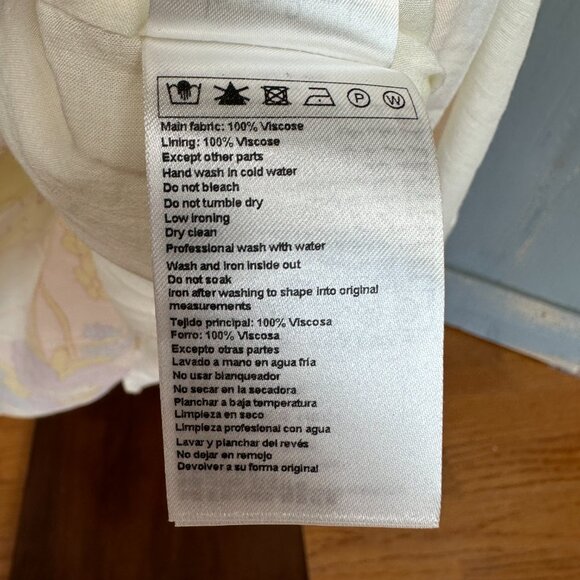 P W
Main fabric: 100% Viscose
Lining: 100% Viscose
Except other parts
Hand wash in cold water
Do not bleach
Do not tumble dry
Low ironing
Dry clean
Professional wash with water
Wash and iron inside out
Do not soak
Iron after washing to shape into original
measurements
Tejido principal: 100% Viscosa
Forro: 100% Viscosa
Excepto otras partes
Lavado a mano en agua fría
No usar blanqueador
No secar en la secadora
Planchar a baja temperatura
Limpieza en seco
Limpieza profesional con agua
Lavar y planchar del revés
No dejar en remojo
Devolver a su forma original